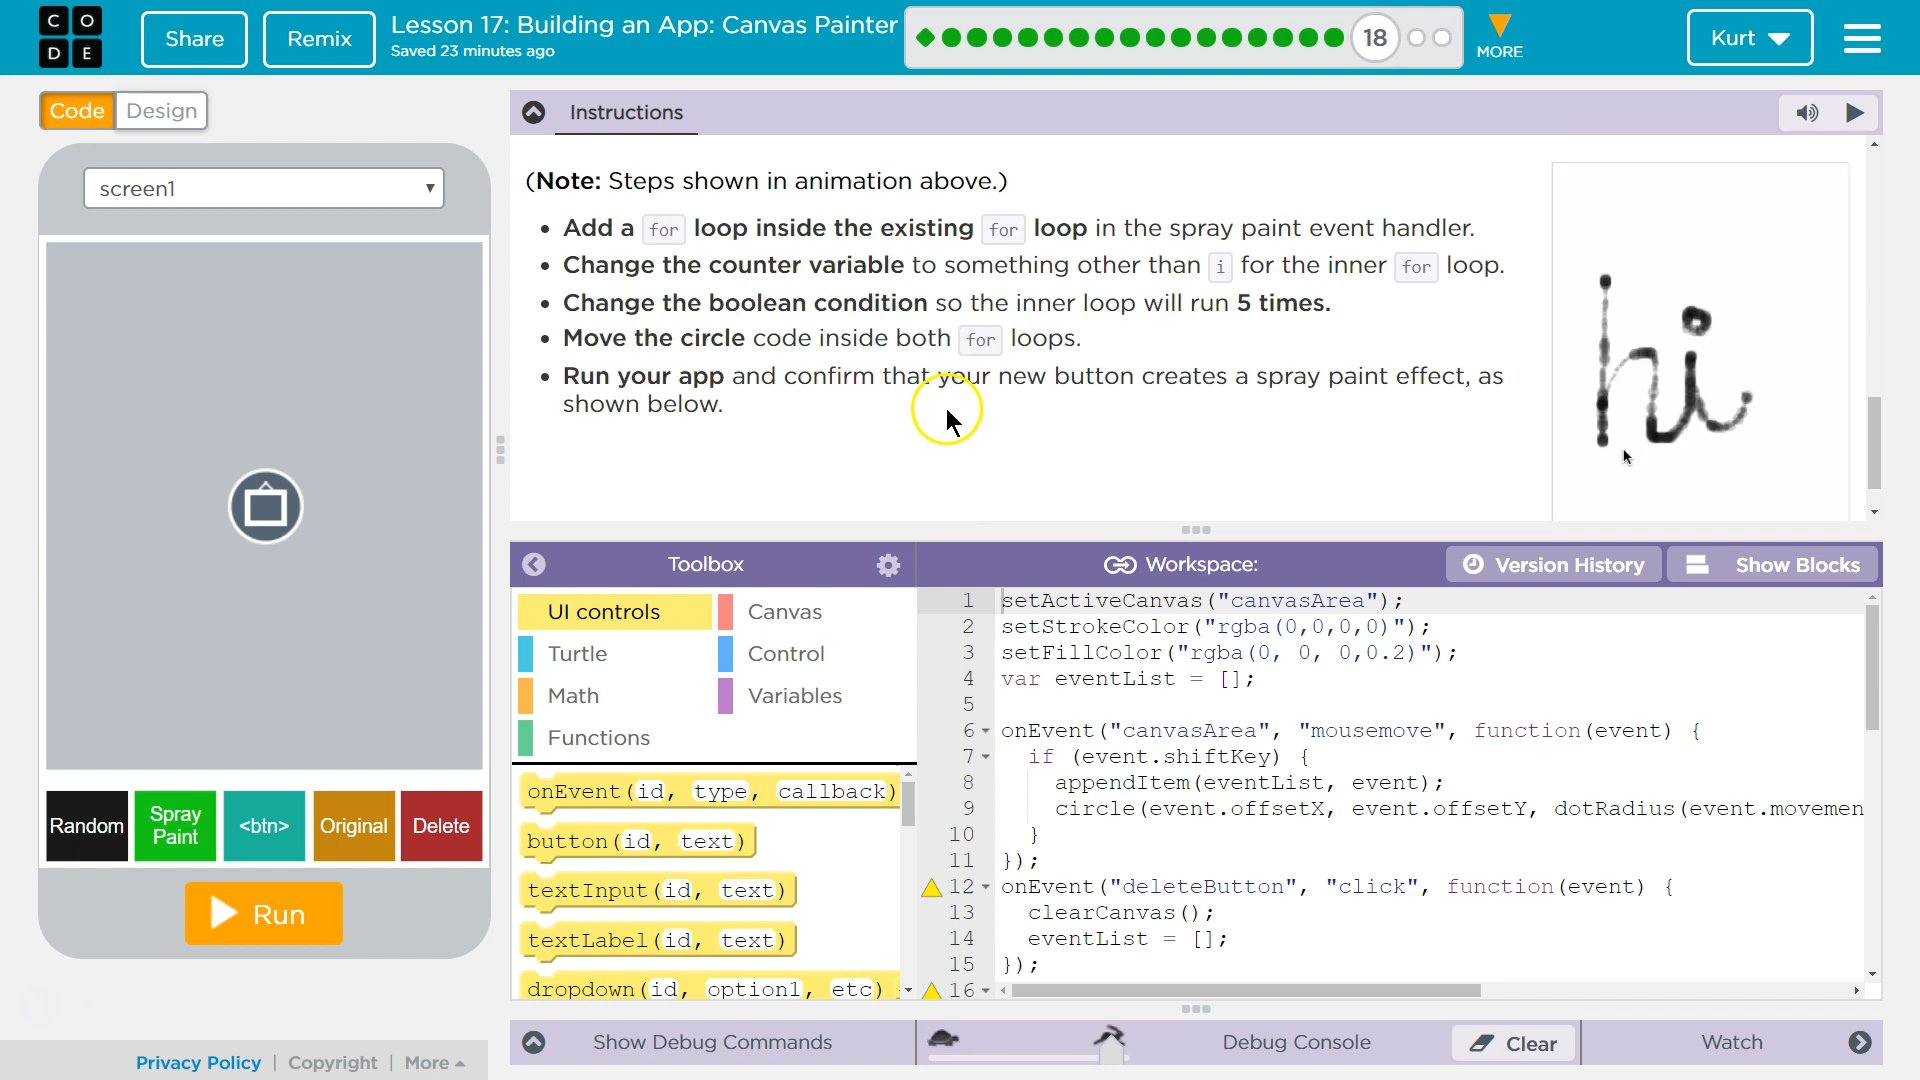 C O
D E
Share
Remix
Lesson 17: Building an App: Canvas Painter
Saved 23 minutes ago
18
MORE
Kurt
Code
Design
screen1
Random
Spray
Paint
<btn>
Original
Delete
Run
Privacy Policy | Copyright | More
Instructions
(Note: Steps shown in animation above.)
Add a for loop inside the existing for loop in the spray paint event handler.
Change the counter variable to something other than i for the inner for loop.
Change the boolean condition so the inner loop will run 5 times.
Move the circle code inside both for loops.
Run your app and confirm that your new button creates a spray paint effect, as
shown below.
hi
Toolbox
UI controls
Canvas
Turtle
Control
Math
Variables
Functions
onEvent(id, type, callback)
button(id, text)
textInput(id, text)
textLabel(id, text)
dropdown(id, option1, etc)
Workspace:
Version History
Show Blocks
1 setActiveCanvas("canvasArea");
2 setStrokeColor("rgba(0,0,0,0)");
3 setFillColor("rgba(0, 0, 0,0.2)");
4 var eventList = [];
5
6 onEvent("canvasArea", "mousemove", function(event) {
7 if (event.shiftKey) {
8 appendItem(eventList, event);
9 circle(event.offsetX, event.offsetY, dotRadius(event.movemen
10 }
11 });
12 onEvent("deleteButton", "click", function(event) {
13 clearCanvas();
14 eventList = [];
15 });
16
Show Debug Commands
Debug Console
Clear
Watch